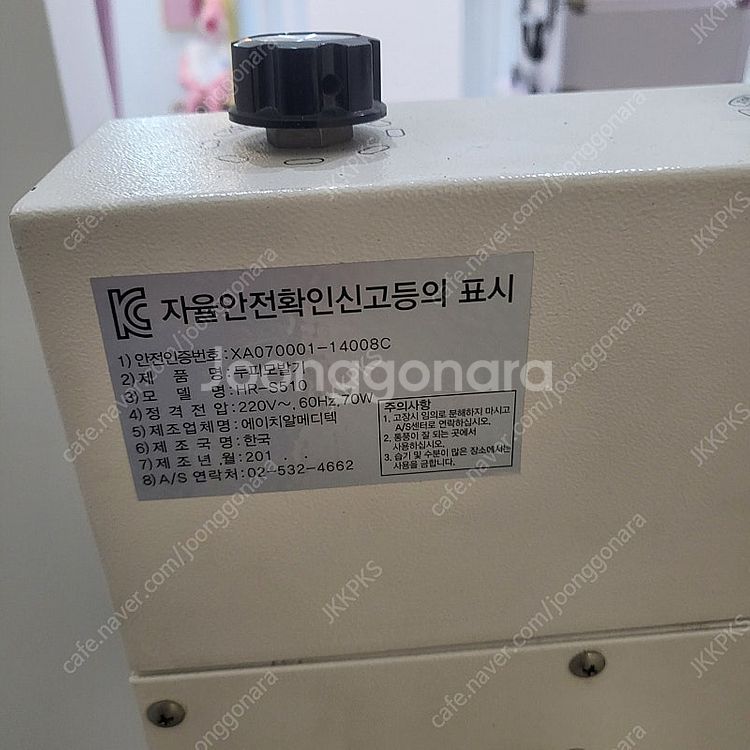 자율안전확인신고등의 표시
1) 안전인증번호 : XA070001-14008C
2) 제 품 명 : 두피모발기
3) 모 델 명 : HR-S510
4) 정 격 전 압 : 220V~, 60Hz, 70W
5) 제조업체명 : 에이치알메디텍
6) 제 조 국 명 : 한국
7) 제 조 년 . 월 : 201 . .
8) A/S 연락처 : 02-532-4662
주의사항
1. 고장시 임의로 분해하지 마시고
A/S센터로 연락하십시오.
2. 통풍이 잘 되는 곳에서
사용하십시오.
3. 습기 및 수분이 많은 장소에서는
사용을 금합니다.
Joonggonara
cafe.naver.com/joonggonara
JKKPKS